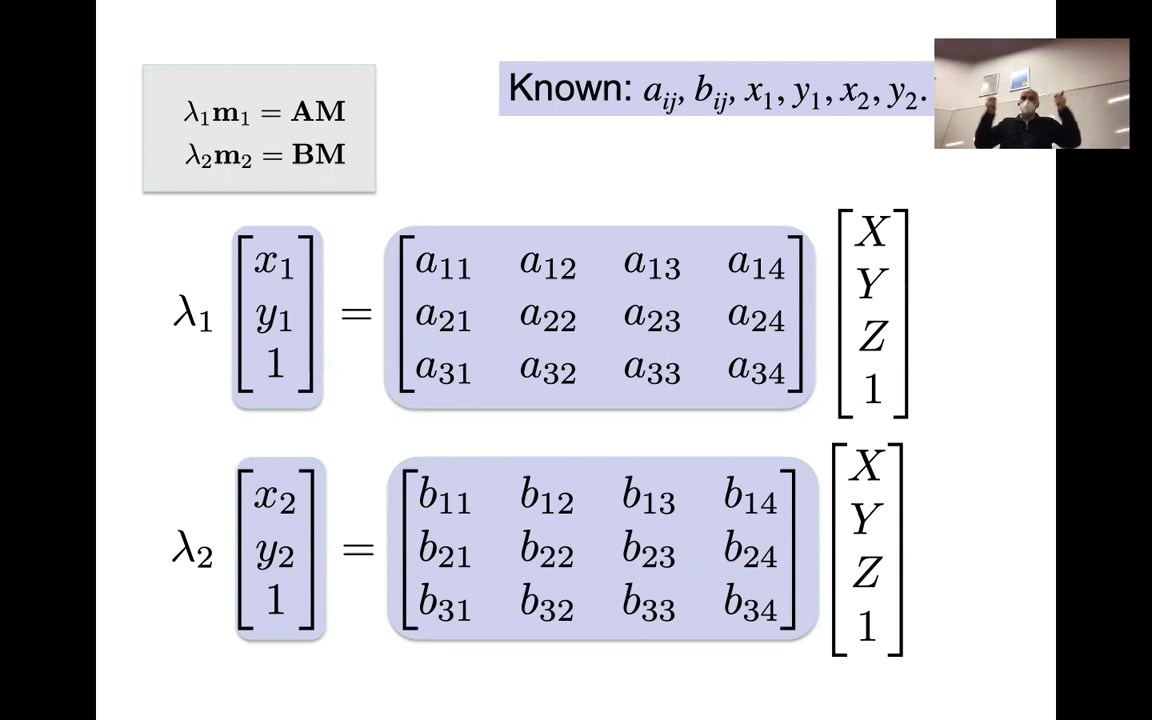 λ₁m₁ = AM
λ₂m₂ = BM
Known: aᵢⱼ, bᵢⱼ, x₁, y₁, x₂, y₂.
λ₁ [x₁ y₁ 1] = [a₁₁ a₁₂ a₁₃ a₁₄
a₂₁ a₂₂ a₂₃ a₂₄
a₃₁ a₃₂ a₃₃ a₃₄] [X Y Z 1]
λ₂ [x₂ y₂ 1] = [b₁₁ b₁₂ b₁₃ b₁₄
b₂₁ b₂₂ b₂₃ b₂₄
b₃₁ b₃₂ b₃₃ b₃₄] [X Y Z 1]